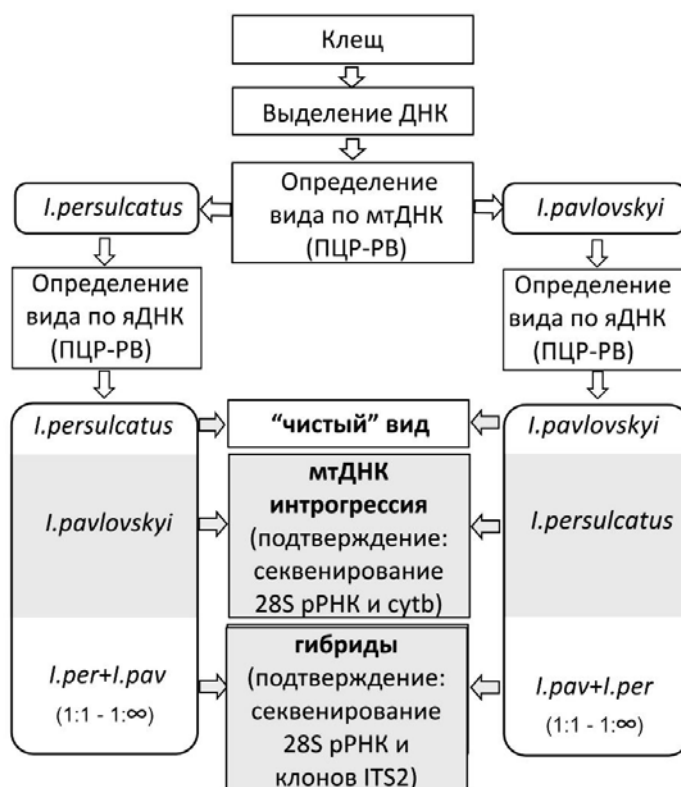 Клещ
Выделение ДНК
Определение
вида по мтДНК
(ПЦР-РВ)
I.persulcatus
I.pavlovskyi
Определение
вида по яДНК
(ПЦР-РВ)
Определение
вида по яДНК
(ПЦР-РВ)
I.persulcatus
“чистый” вид
I.pavlovskyi
I.pavlovskyi
мтДНК
интрогрессия
(подтверждение:
секвенирование
28S рРНК и cytb)
I.persulcatus
I.per+I.pav
(1:1 - 1:∞)
гибриды
(подтверждение:
секвенирование
28S рРНК и
клонов ITS2)
I.pav+I.per
(1:1 - 1:∞)